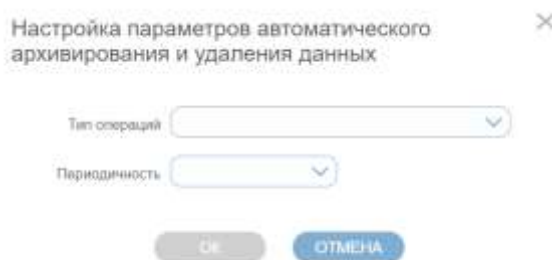 Настройка параметров автоматического
архивирования и удаления данных
Тип операций
Периодичность
ОК
ОТМЕНА